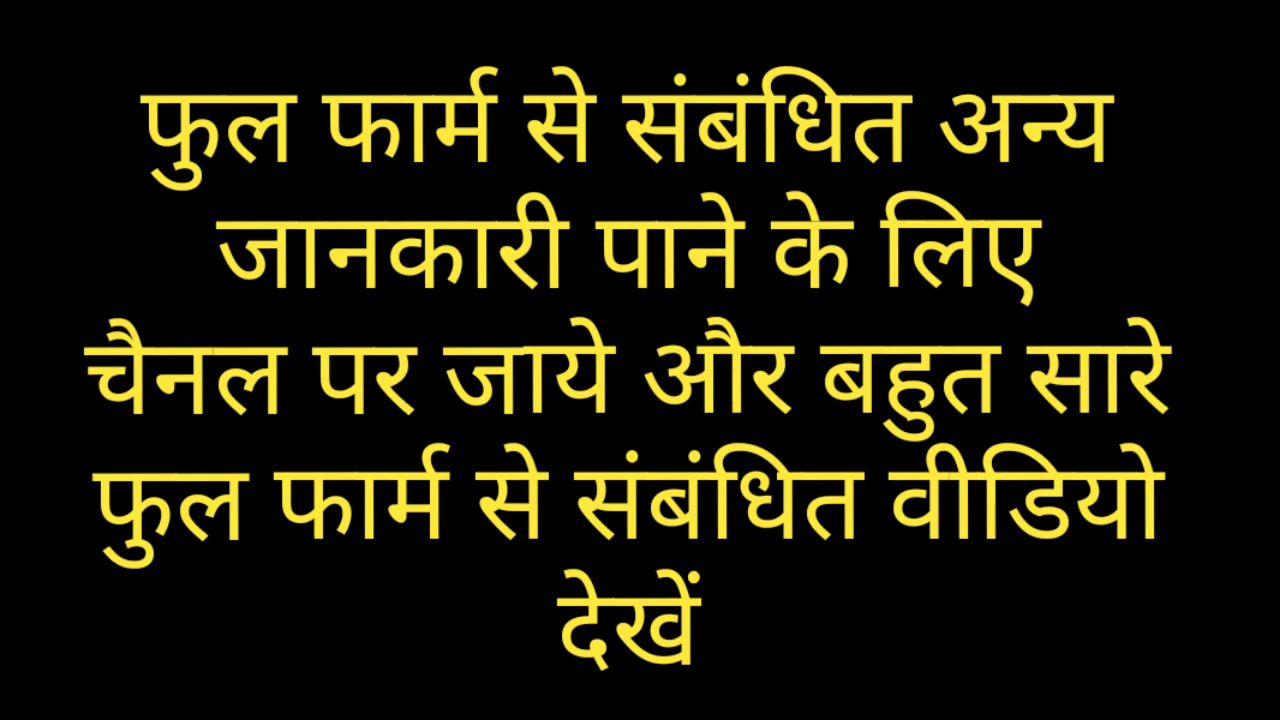 फुल फार्म से संबंधित अन्य
जानकारी पाने के लिए
चैनल पर जाये और बहुत सारे
फुल फार्म से संबंधित वीडियो
देखें